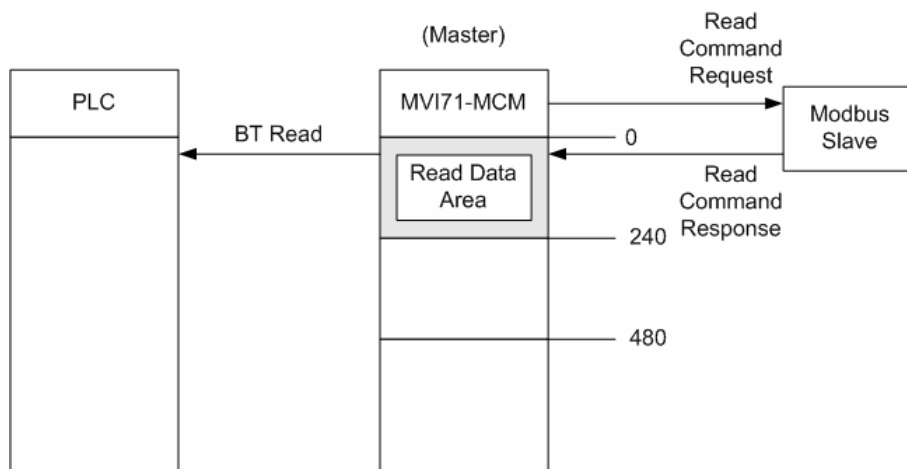 (Master)
Read
Command
Request
PLC
MVI71-MCM
Modbus
Slave
BT Read
0
Read Data
Area
Read
Command
Response
240
480